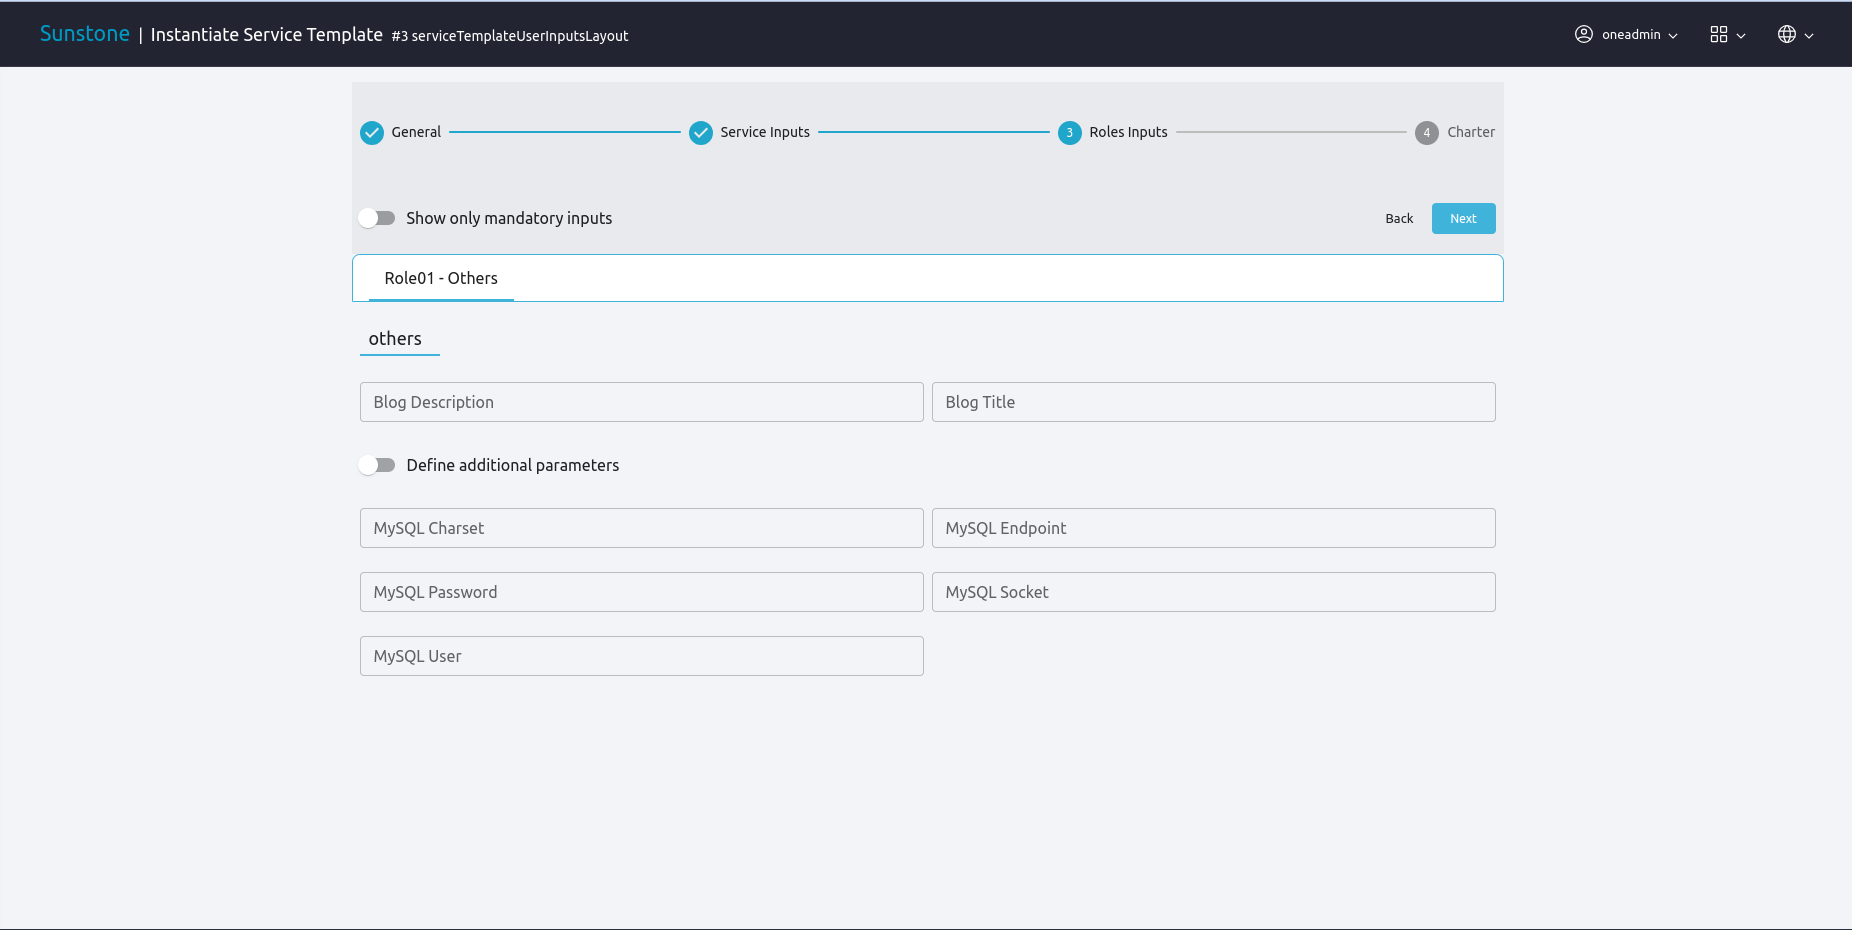 Sunstone | Instantiate Service Template #3 serviceTemplateUserInputsLayout
oneadmin
General
Service Inputs
3 Roles Inputs
4 Charter
Show only mandatory inputs
Back
Next
Role01 - Others
others
Blog Description
Blog Title
Define additional parameters
MySQL Charset
MySQL Endpoint
MySQL Password
MySQL Socket
MySQL User